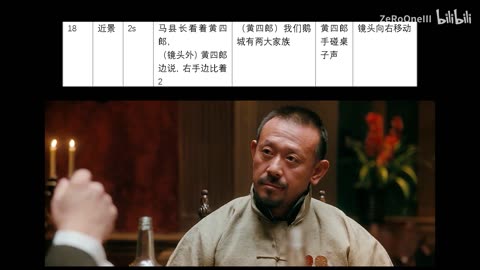 ZeRoOneIII bilibili
18 近景 2s 马县长看着黄四郎， （黄四郎）我们鹅城有两大家族 黄四郎手碰桌子声 镜头向右移动
（镜头外）黄四郎边说，右手边比着2